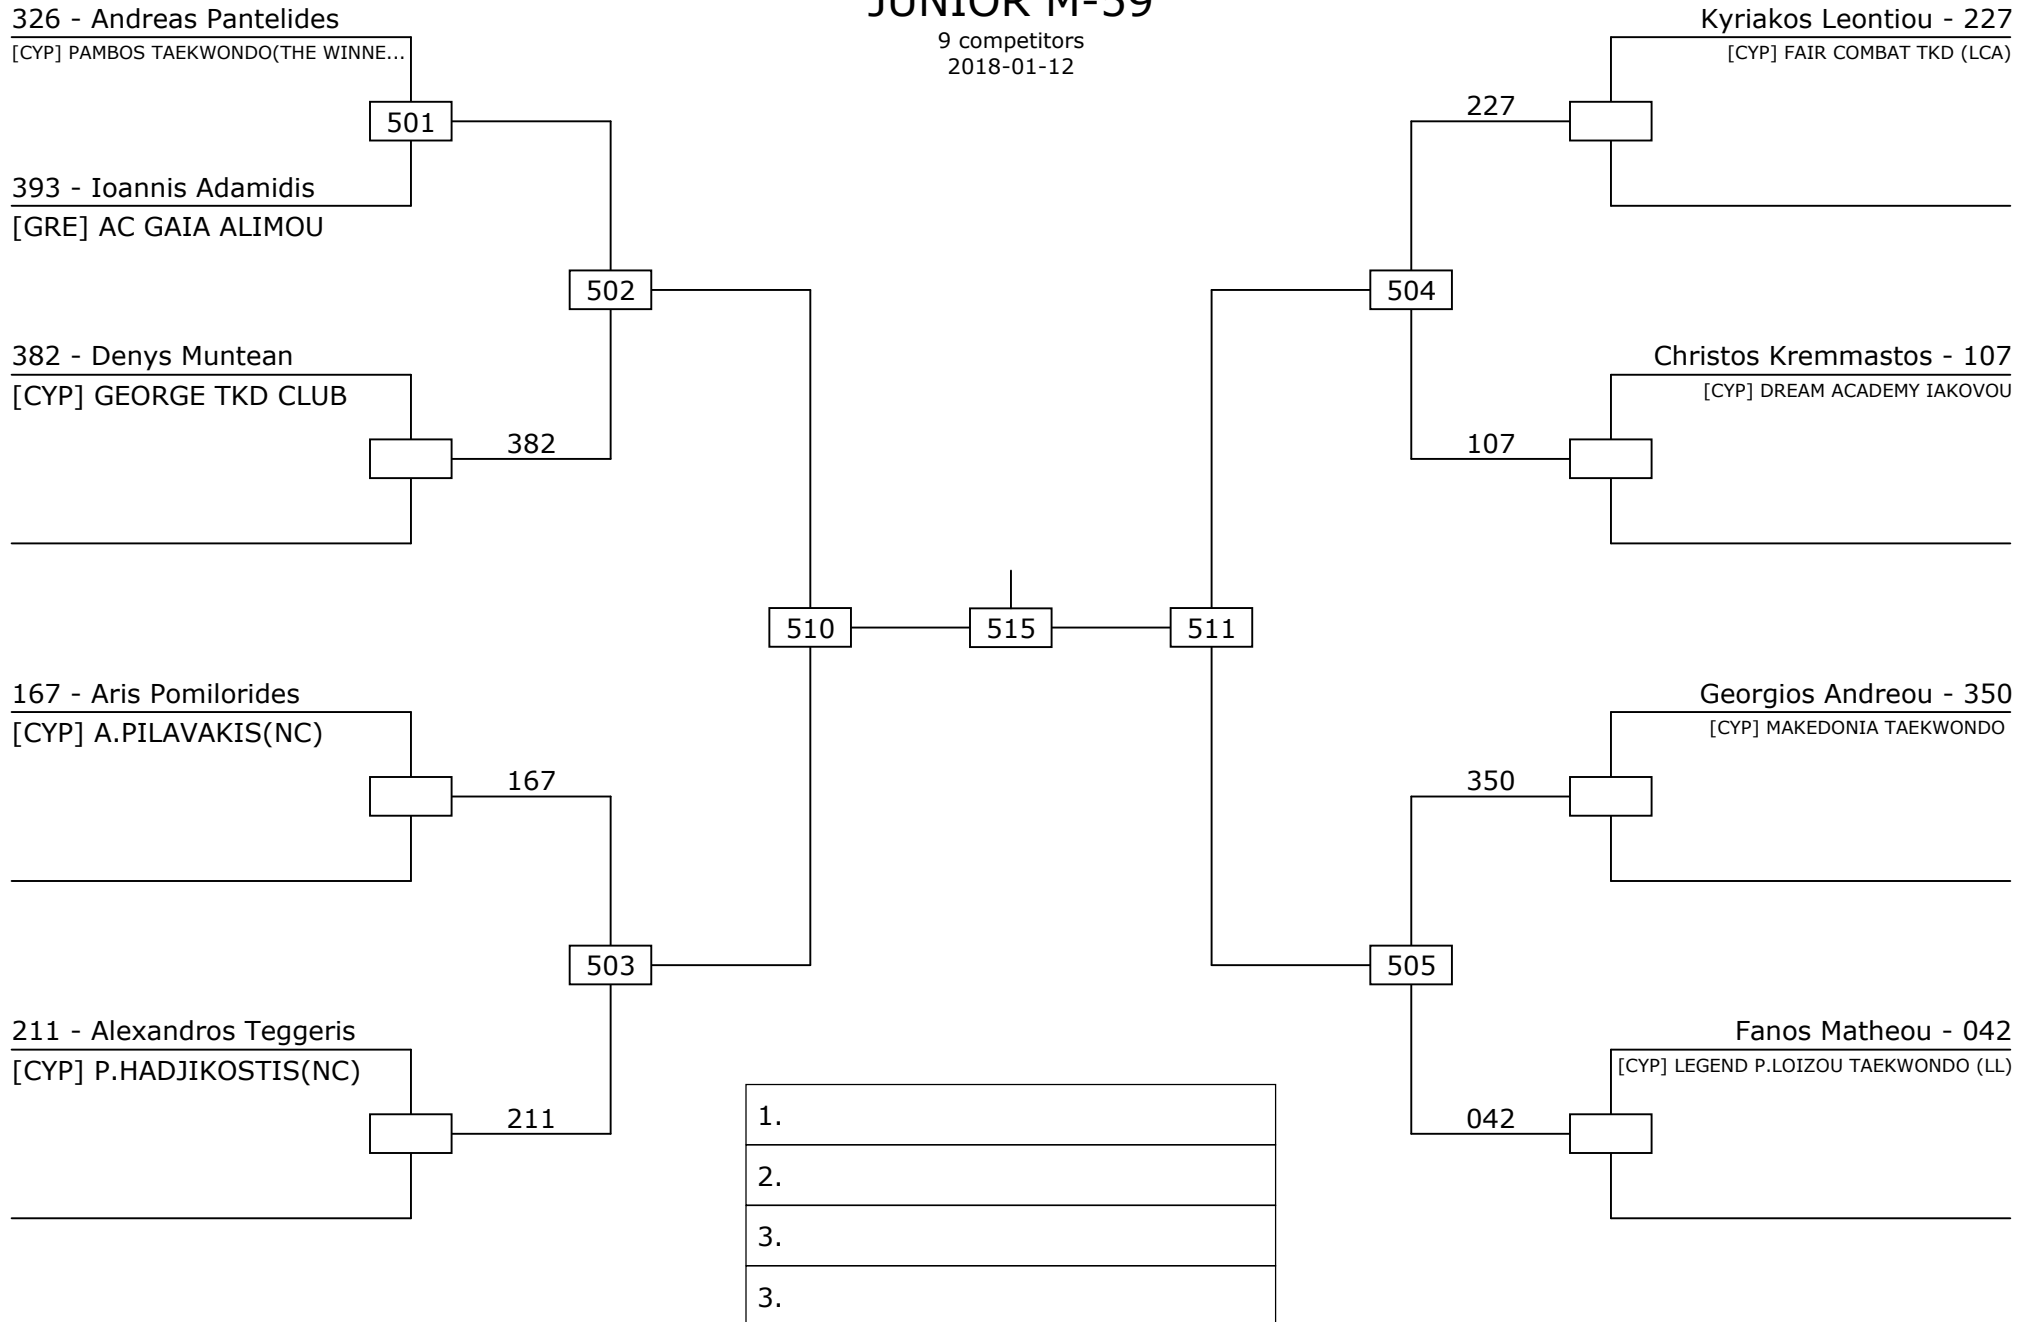 JUNIOR M-59
9 competitors
2018-01-12
326 - Andreas Pantelides
[CYP] PAMBOS TAEKWONDO(THE WINNE...
501
393 - Ioannis Adamidis
[GRE] AC GAIA ALIMOU
502
382 - Denys Muntean
[CYP] GEORGE TKD CLUB
382
510
167 - Aris Pomilorides
[CYP] A.PILAVAKIS(NC)
167
503
211 - Alexandros Teggeris
[CYP] P.HADJIKOSTIS(NC)
211
515
Kyriakos Leontiou - 227
[CYP] FAIR COMBAT TKD (LCA)
227
504
Christos Kremmastos - 107
[CYP] DREAM ACADEMY IAKOVOU
107
511
Georgios Andreou - 350
[CYP] MAKEDONIA TAEKWONDO
350
505
Fanos Matheou - 042
[CYP] LEGEND P.LOIZOU TAEKWONDO (LL)
042
1.
2.
3.
3.